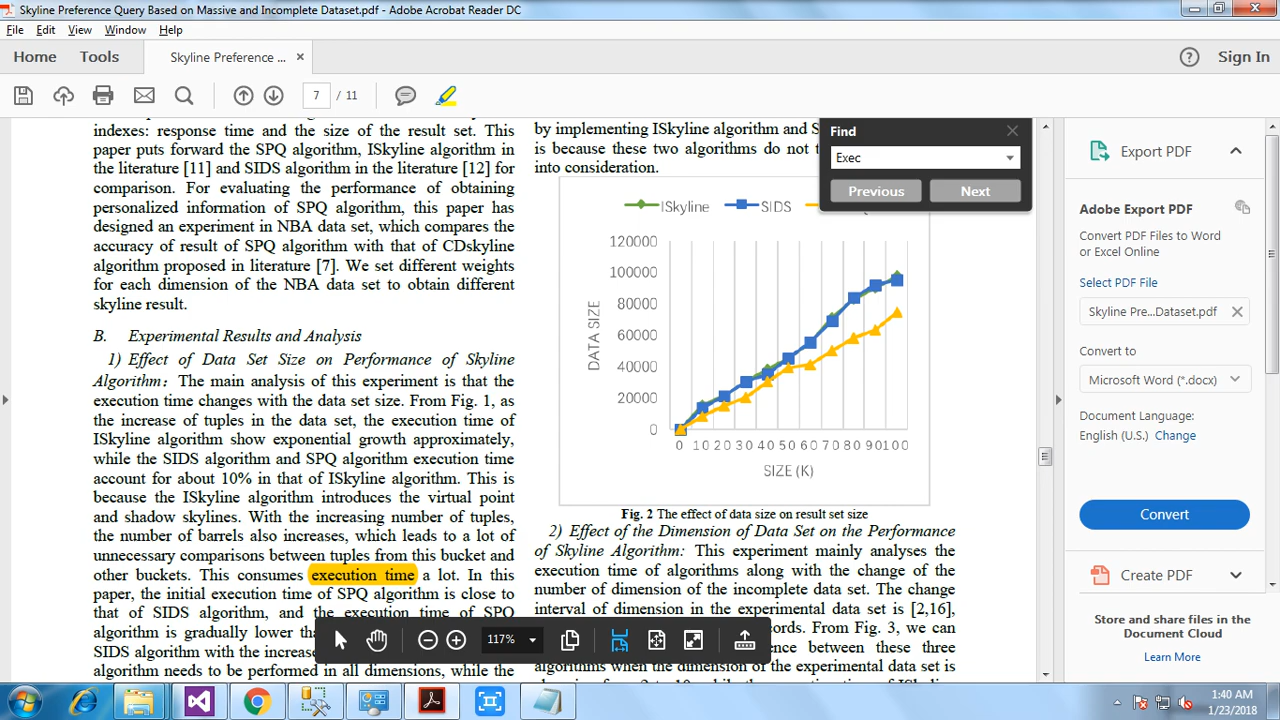 Skyline Preference Query Based on Massive and Incomplete Dataset.pdf - Adobe Acrobat Reader DC
File Edit View Window Help
Home Tools Skyline Preference ... × Sign In
7 / 11
indexes: response time and the size of the result set. This
paper puts forward the SPQ algorithm, ISkyline algorithm in
the literature [11] and SIDS algorithm in the literature [12] for
comparison. For evaluating the performance of obtaining
personalized information of SPQ algorithm, this paper has
designed an experiment in NBA data set, which compares the
accuracy of result of SPQ algorithm with that of CDskyline
algorithm proposed in literature [7]. We set different weights
for each dimension of the NBA data set to obtain different
skyline result.
B. Experimental Results and Analysis
1) Effect of Data Set Size on Performance of Skyline
Algorithm: The main analysis of this experiment is that the
execution time changes with the data set size. From Fig. 1, as
the increase of tuples in the data set, the execution time of
ISkyline algorithm show exponential growth approximately,
while the SIDS algorithm and SPQ algorithm execution time
account for about 10% in that of ISkyline algorithm. This is
because the ISkyline algorithm introduces the virtual point
and shadow skylines. With the increasing number of tuples,
the number of barrels also increases, which leads to a lot of
unnecessary comparisons between tuples from this bucket and
other buckets. This consumes execution time a lot. In this
paper, the initial execution time of SPQ algorithm is close to
that of SIDS algorithm, and the execution time of SPQ
algorithm is gradually lower tha
SIDS algorithm with the increase
algorithm needs to be performed in all dimensions, while the
by implementing ISkyline algorithm and S
is because these two algorithms do not t
into consideration.
ISkyline SIDS
120000
100000
80000
60000
40000
20000
0
DATA SIZE
0 10 20 30 40 50 60 70 80 90 100
SIZE (K)
Fig. 2 The effect of data size on result set size
2) Effect of the Dimension of Data Set on the Performance
of Skyline Algorithm: This experiment mainly analyses the
execution time of algorithms along with the change of the
number of dimension of the incomplete data set. The change
interval of dimension in the experimental data set is [2,16],
cords. From Fig. 3, we can
ence between these three
algorithms when the dimension of the experimental data set is
Find
Exec
Previous Next
117%
Export PDF
Adobe Export PDF
Convert PDF Files to Word
or Excel Online
Select PDF File
Skyline Pre...Dataset.pdf
Convert to
Microsoft Word (*.docx)
Document Language:
English (U.S.) Change
Convert
Create PDF
Store and share files in the
Document Cloud
Learn More
1:40 AM
1/23/2018